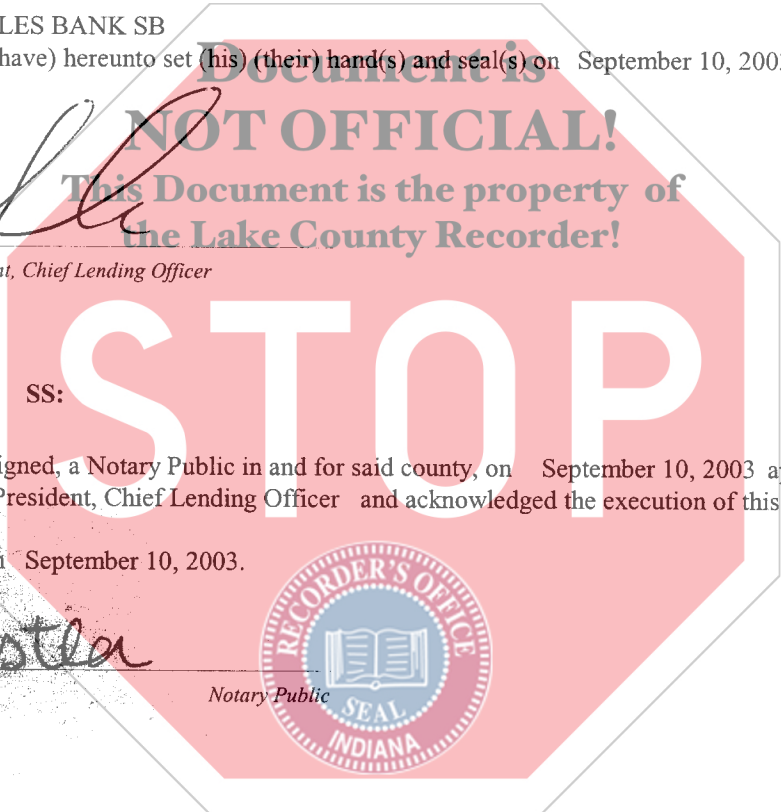 LES BANK SB
have) hereunto set (his) (their) hand(s) and seal(s) on September 10, 200
Document is
NOT OFFICIAL!
This Document is the property of
the Lake County Recorder!
nt, Chief Lending Officer
STOP
SS:
igned, a Notary Public in and for said county, on September 10, 2003 a
President, Chief Lending Officer and acknowledged the execution of this
September 10, 2003.
Notary Public
RECORDER'S OFFICE
SEAL
INDIANA